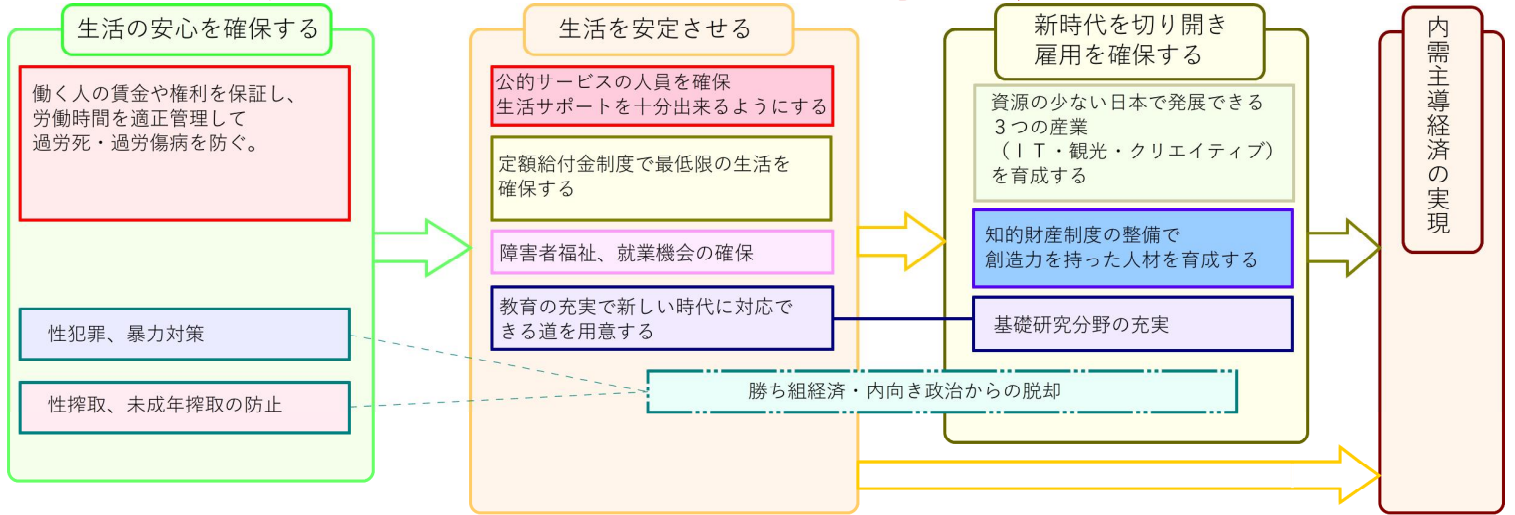 生活の安心を確保する
働く人の賃金や権利を保証し、
労働時間を適正管理して
過労死・過労傷病を防ぐ。
性犯罪、暴力対策
性搾取、未成年搾取の防止
生活を安定させる
公的サービスの人員を確保
生活サポートを十分出来るようにする
定額給付金制度で最低限の生活を
確保する
障害者福祉、就業機会の確保
教育の充実で新しい時代に対応で
きる道を用意する
新時代を切り開き
雇用を確保する
資源の少ない日本で発展できる
３つの産業
（ＩＴ・観光・クリエイティブ）
を育成する
知的財産制度の整備で
創造力を持った人材を育成する
基礎研究分野の充実
勝ち組経済・内向き政治からの脱却
内需主導経済の実現